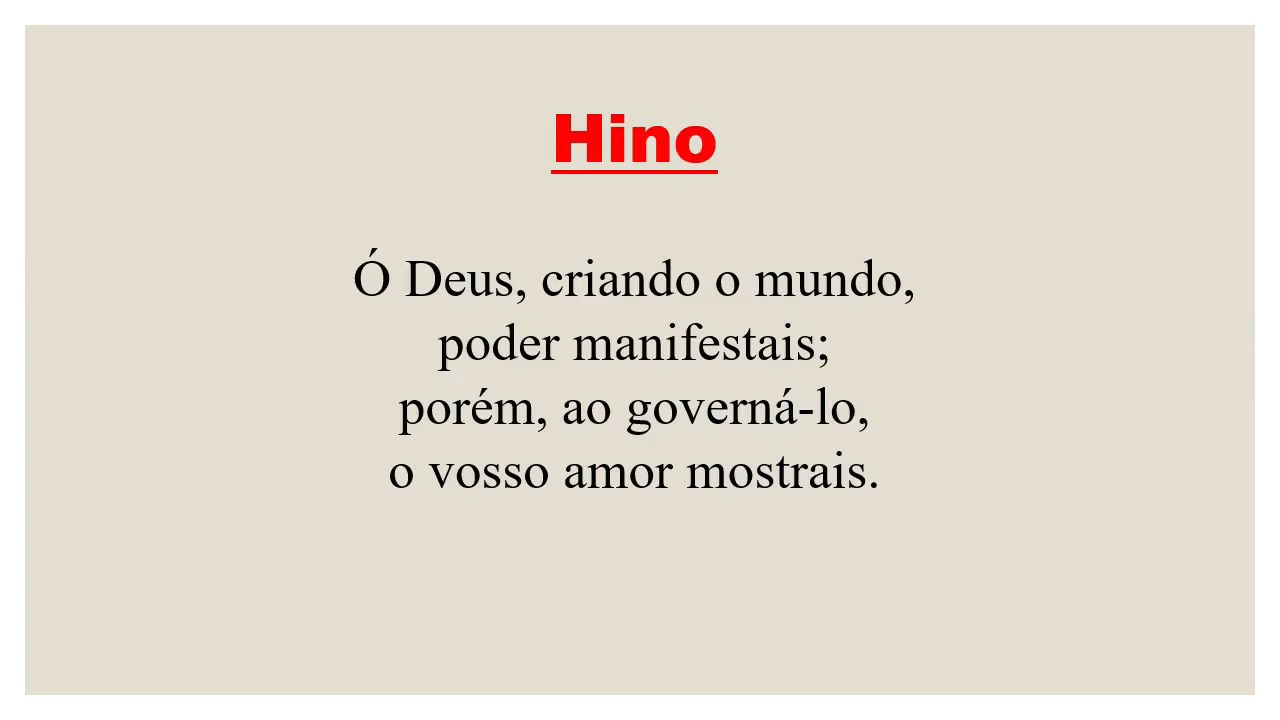 Hino
Ó Deus, criando o mundo,
poder manifestais;
porém, ao governá-lo,
o vosso amor mostrais.